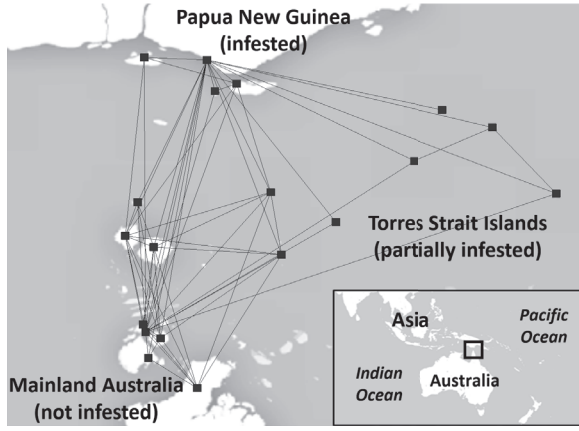 Papua New Guinea
(infested)
Torres Strait Islands
(partially infested)
Mainland Australia
(not infested)
Asia
Pacific
Ocean
Indian
Ocean
Australia